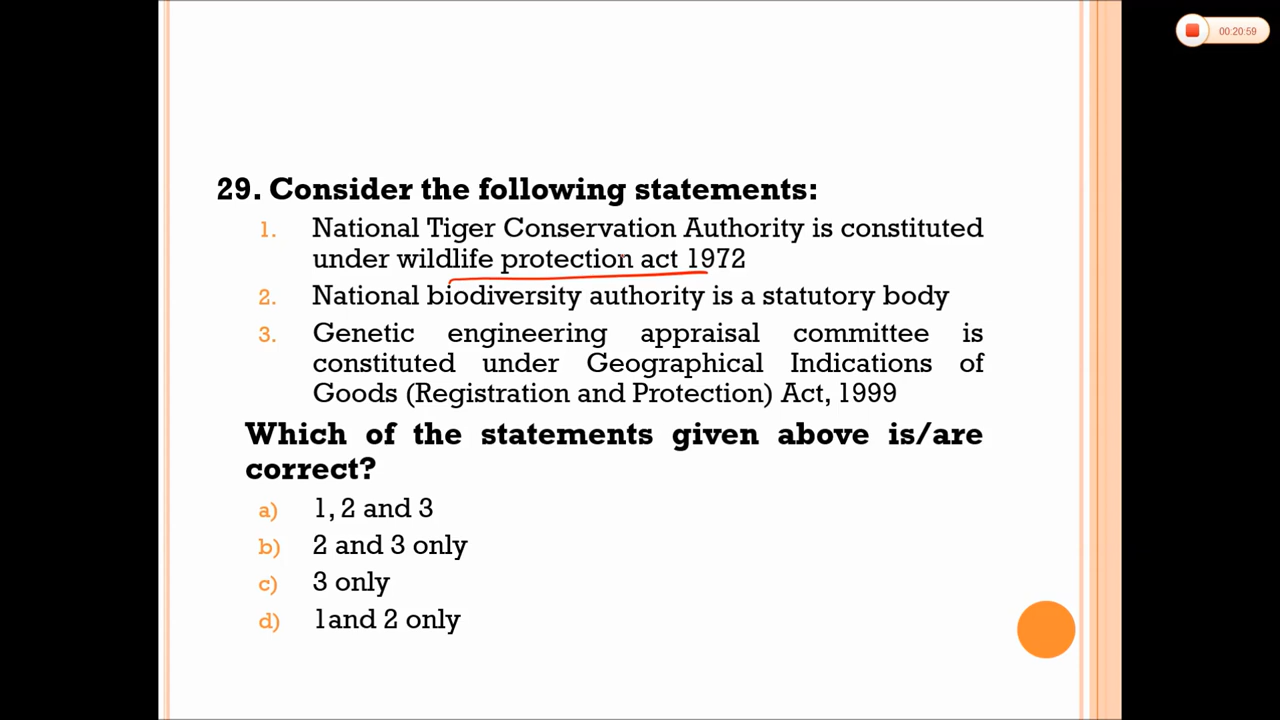 00:20:59
29. Consider the following statements:
1. National Tiger Conservation Authority is constituted
under wildlife protection act 1972
2. National biodiversity authority is a statutory body
3. Genetic engineering appraisal committee is
constituted under Geographical Indications of
Goods (Registration and Protection) Act, 1999
Which of the statements given above is/are
correct?
a) 1, 2 and 3
b) 2 and 3 only
c) 3 only
d) 1and 2 only